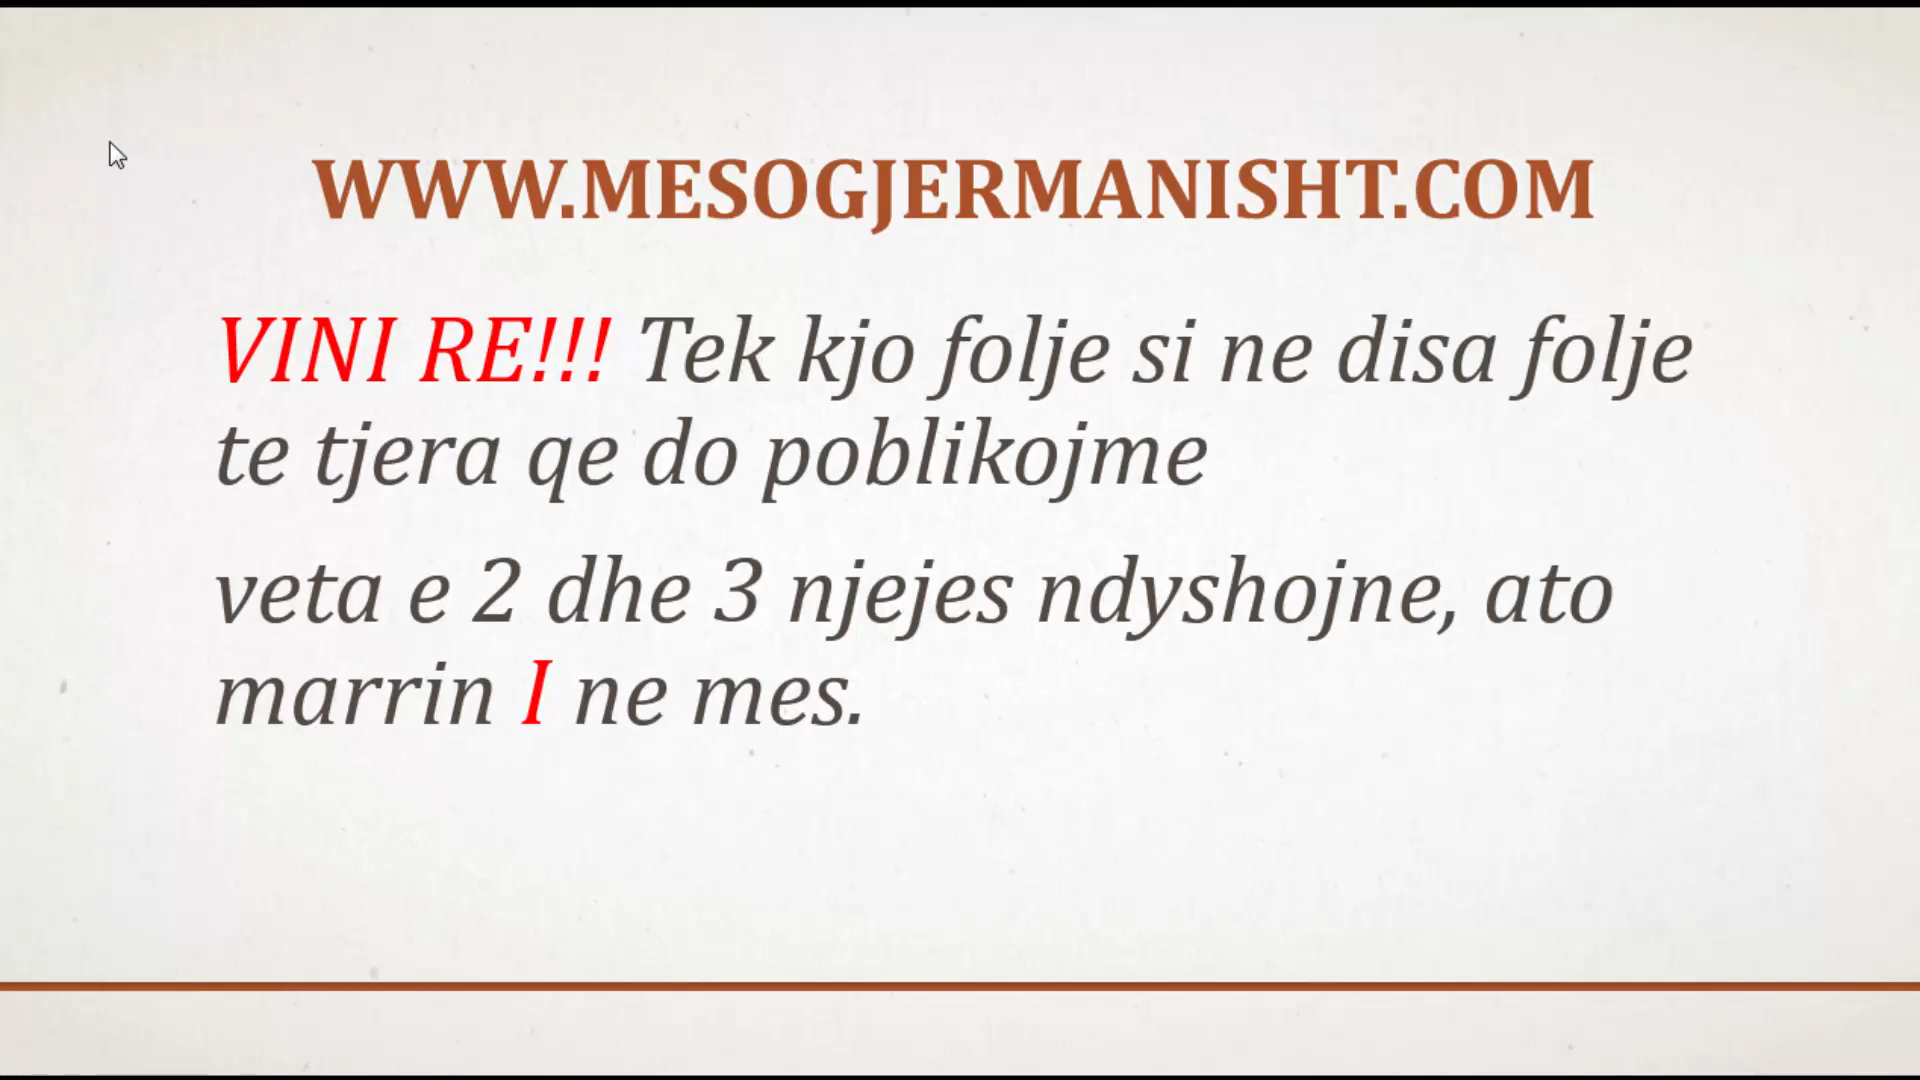 WWW.MESOGJERMANISHT.COM
VINI RE!!! Tek kjo folje si ne disa folje
te tjera qe do poblikojme
veta e 2 dhe 3 njejes ndyshojne, ato
marrin I ne mes.